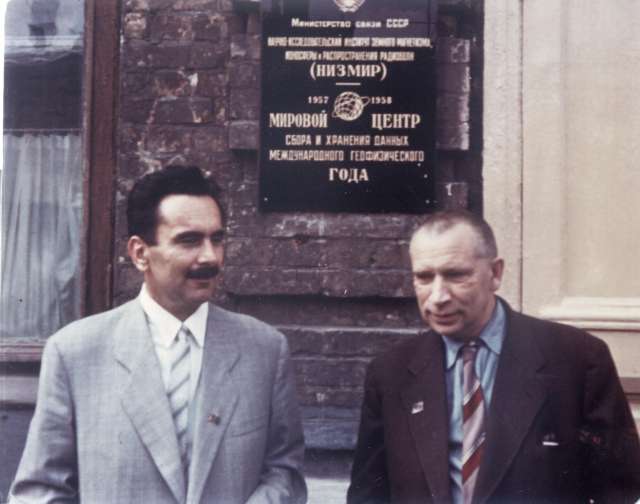 Министерство связи СССР
НАУЧНО-ИССЛЕДОВАТЕЛЬСКИЙ ИНСТИТУТ ЗЕМНОГО МАГНЕТИЗМА,
ИОНОСФЕРЫ И РАСПРОСТРАНЕНИЯ РАДИОВОЛН
(НИЗМИР)
1957 1958
МИРОВОЙ ЦЕНТР
СБОРА И ХРАНЕНИЯ ДАННЫХ
МЕЖДУНАРОДНОГО ГЕОФИЗИЧЕСКОГО
ГОДА